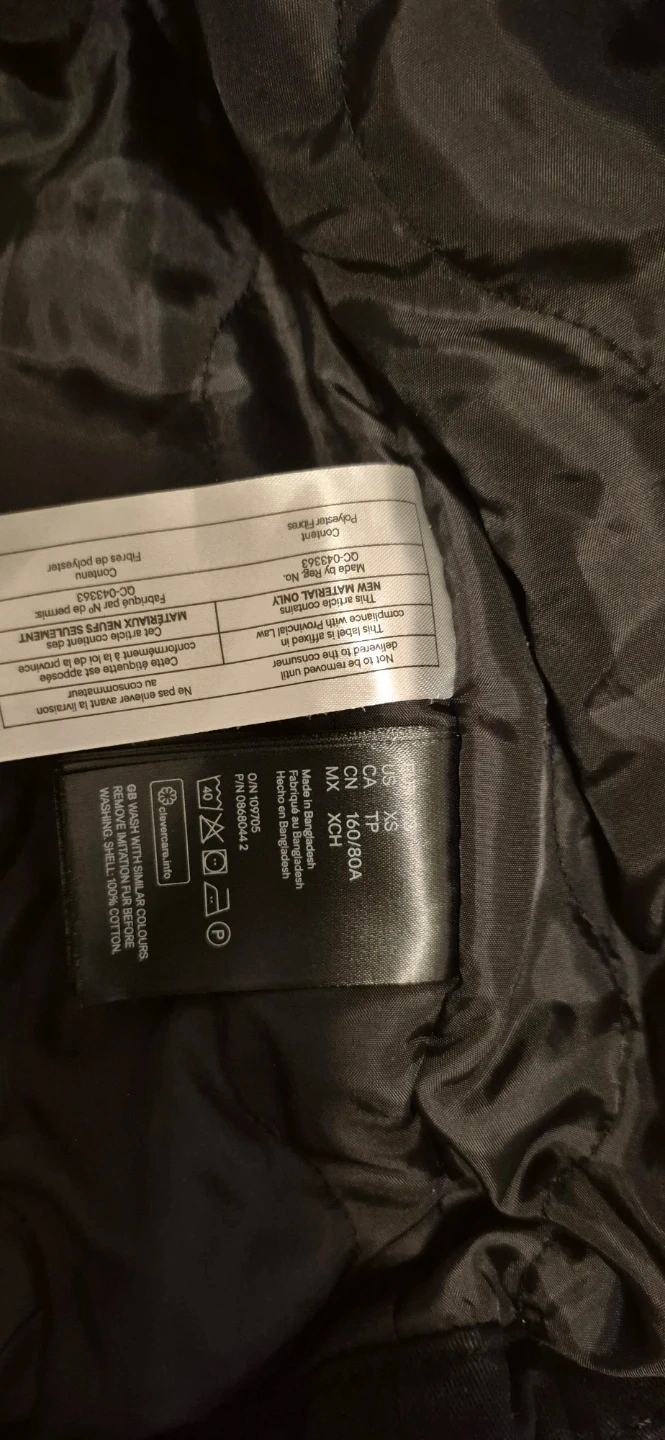 Not to be removed until
delivered to the consumer
This label is affixed in
compliance with Provincial Law
This article contains
NEW MATERIAL ONLY
Made by Reg. No.
QC-043363
Content
Polyester Fibres
Ne pas enlever avant la livraison
au consommateur
Cette étiquette est apposée
conformément à la loi de la province
Cet article contient des
MATÉRIAUX NEUFS SEULEMENT
Fabriqué par Nº de permis:
QC-043363
Contenu
Fibres de polyester
US XS
CA TP
CN 160/80A
MX XCH
Made in Bangladesh
Fabriqué au Bangladesh
Hecho en Bangladesh
O/N 109705
P/N 0868044 2
40
P
clevercare.info
GB WASH WITH SIMILAR COLOURS.
REMOVE IMITATION FUR BEFORE
WASHING. SHELL: 100% COTTON.